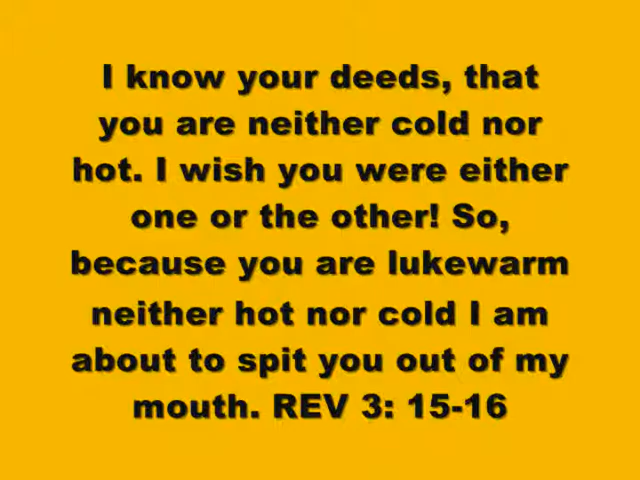 I know your deeds, that
you are neither cold nor
hot. I wish you were either
one or the other! So,
because you are lukewarm
neither hot nor cold I am
about to spit you out of my
mouth. REV 3: 15-16